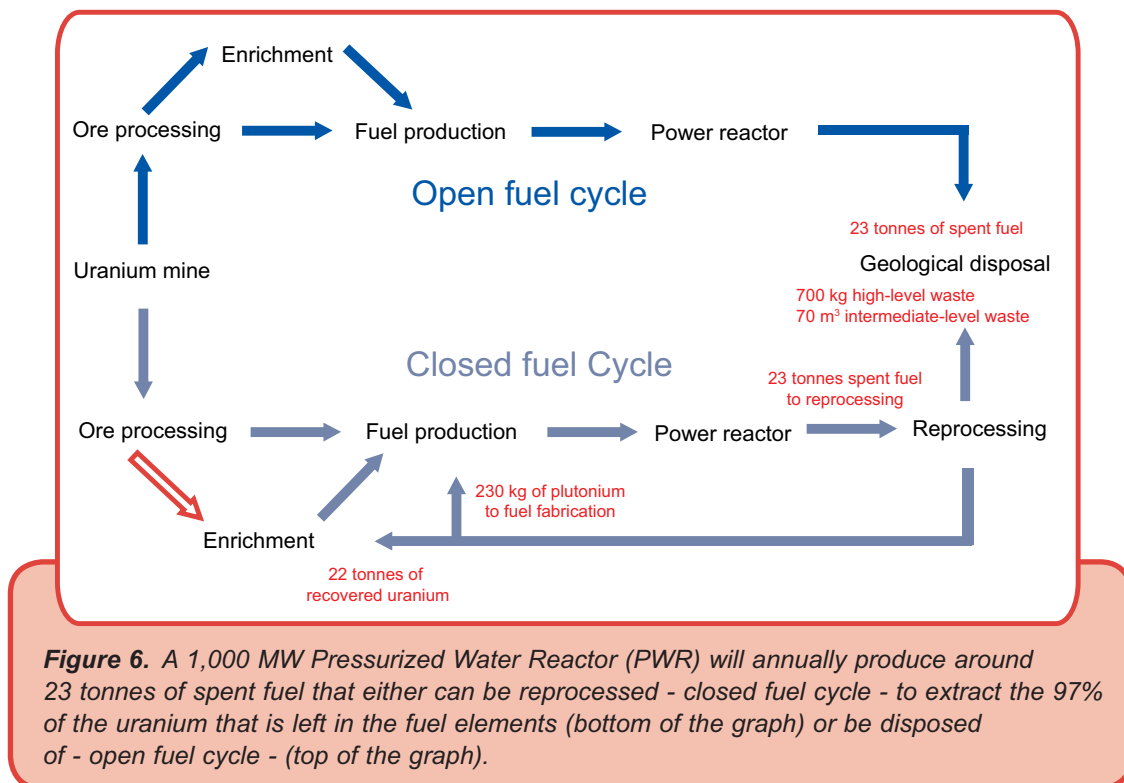 Enrichment
Ore processing
Fuel production
Power reactor
Open fuel cycle
23 tonnes of spent fuel
Uranium mine
Geological disposal
700 kg high-level waste
70 m³ intermediate-level waste
Closed fuel Cycle
23 tonnes spent fuel
to reprocessing
Ore processing
Fuel production
Power reactor
Reprocessing
230 kg of plutonium
to fuel fabrication
Enrichment
22 tonnes of
recovered uranium
Figure 6. A 1,000 MW Pressurized Water Reactor (PWR) will annually produce around
23 tonnes of spent fuel that either can be reprocessed - closed fuel cycle - to extract the 97%
of the uranium that is left in the fuel elements (bottom of the graph) or be disposed
of - open fuel cycle - (top of the graph).